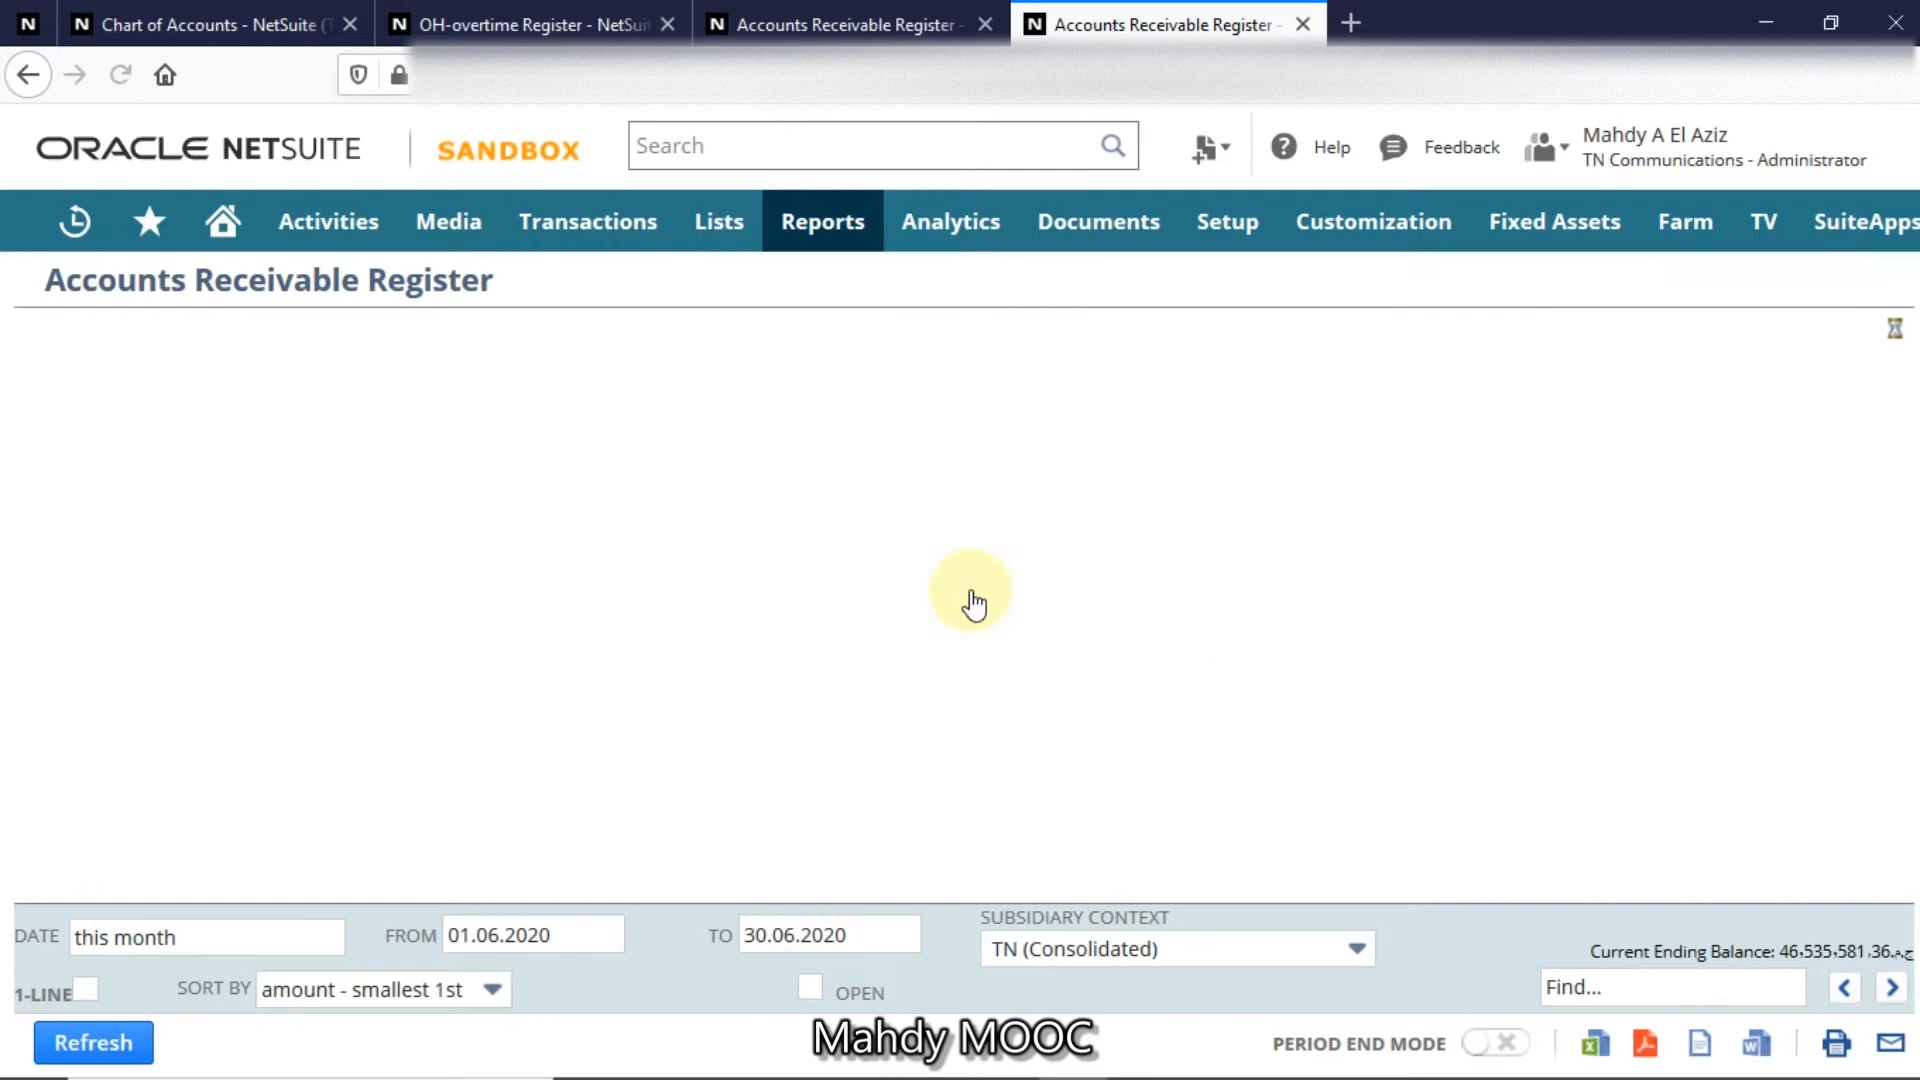 Chart of Accounts - NetSuite (T
OH-overtime Register - NetSuit
Accounts Receivable Register -
Accounts Receivable Register -
ORACLE NETSUITE
SANDBOX
Search
Help
Feedback
Mahdy A El Aziz
TN Communications - Administrator
Activities
Media
Transactions
Lists
Reports
Analytics
Documents
Setup
Customization
Fixed Assets
Farm
TV
SuiteApps
Accounts Receivable Register
DATE
this month
FROM
01.06.2020
TO
30.06.2020
SUBSIDIARY CONTEXT
TN (Consolidated)
Current Ending Balance: 46،535،581.36ج.م
1-LINE
SORT BY
amount - smallest 1st
OPEN
Find...
Refresh
Mahdy MOOC
PERIOD END MODE